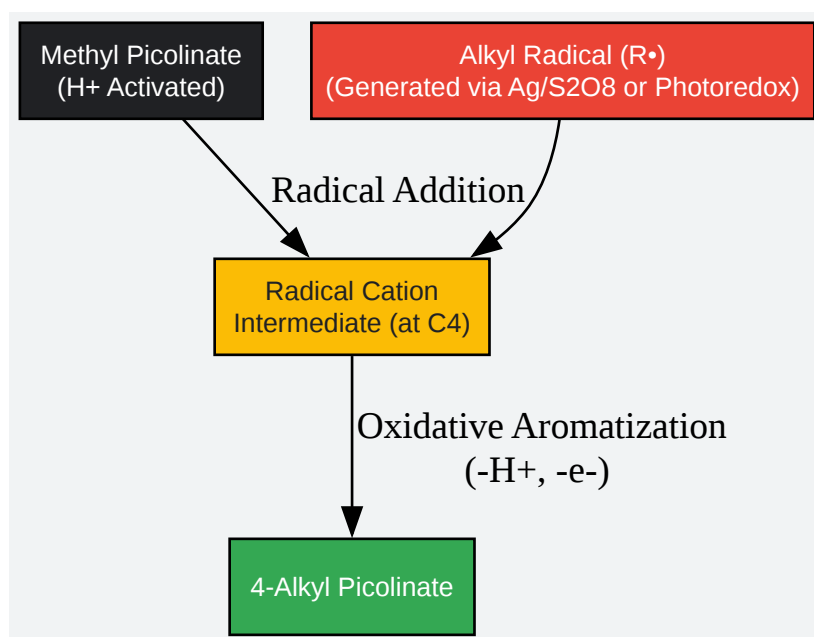 Methyl Picolinate
(H+ Activated)
Alkyl Radical (R•)
(Generated via Ag/S2O8 or Photoredox)
Radical Addition
Radical Cation
Intermediate (at C4)
Oxidative Aromatization
(-H+, -e-)
4-Alkyl Picolinate